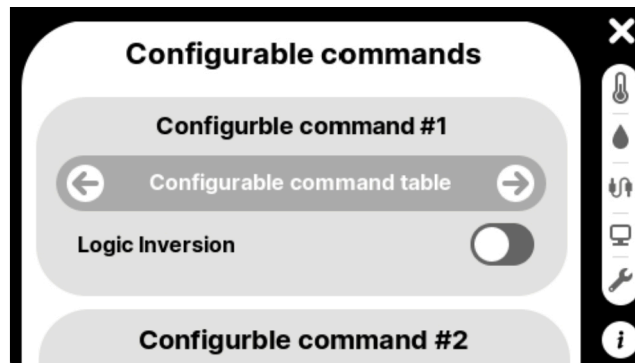 Configurable commands
Configurble command #1
Configurable command table
Logic Inversion
Configurble command #2
i